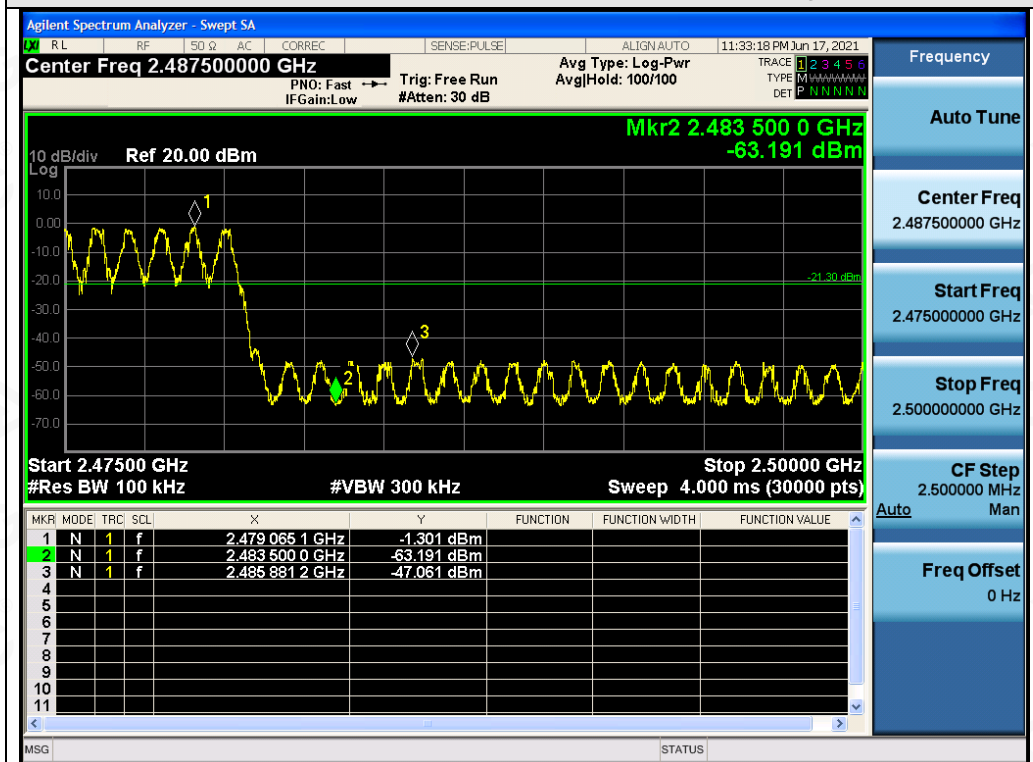 Agilent Spectrum Analyzer - Swept SA
LXI RL RF 50 Ω AC CORREC SENSE:PULSE ALIGN AUTO 11:33:18 PM Jun 17, 2021
Center Freq 2.487500000 GHz
PNO: Fast
IFGain:Low
Trig: Free Run
#Atten: 30 dB
Avg Type: Log-Pwr
Avg|Hold: 100/100
TRACE 1 2 3 4 5 6
TYPE M
DET P N N N N N
Mkr2 2.483 500 0 GHz
-63.191 dBm
10 dB/div Ref 20.00 dBm
Log
10.0
0.00
-10.0
-20.0
-30.0
-40.0
-50.0
-60.0
-70.0
1
-21.30 dBm
3
2
Start 2.47500 GHz Stop 2.50000 GHz
#Res BW 100 kHz #VBW 300 kHz Sweep 4.000 ms (30000 pts)
MKR MODE TRC SCL X Y FUNCTION FUNCTION WIDTH FUNCTION VALUE
1 N 1 f 2.479 065 1 GHz -1.301 dBm
2 N 1 f 2.483 500 0 GHz -63.191 dBm
3 N 1 f 2.485 881 2 GHz -47.061 dBm
4
5
6
7
8
9
10
11
MSG STATUS
Frequency
Auto Tune
Center Freq
2.487500000 GHz
Start Freq
2.475000000 GHz
Stop Freq
2.500000000 GHz
CF Step
2.500000 MHz
Auto Man
Freq Offset
0 Hz